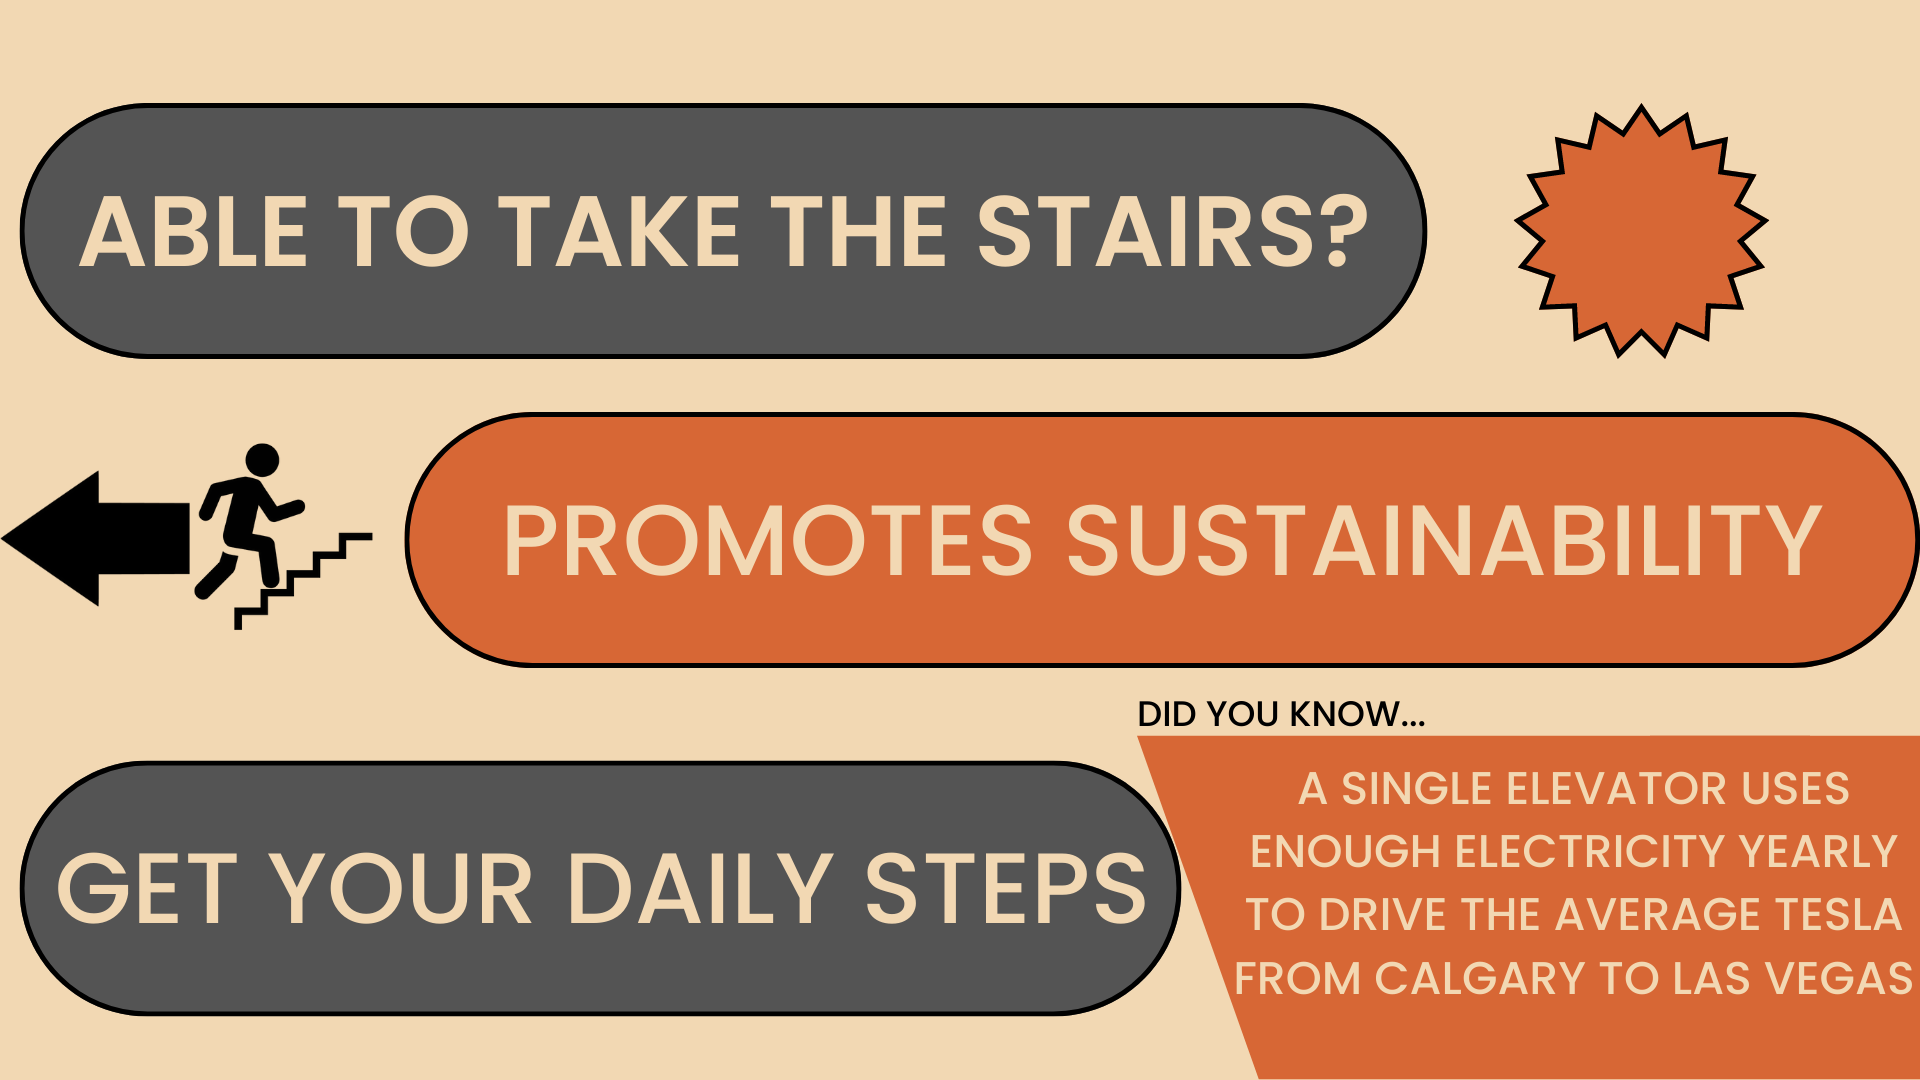 ABLE TO TAKE THE STAIRS?
PROMOTES SUSTAINABILITY
GET YOUR DAILY STEPS
DID YOU KNOW...
A SINGLE ELEVATOR USES
ENOUGH ELECTRICITY YEARLY
TO DRIVE THE AVERAGE TESLA
FROM CALGARY TO LAS VEGAS